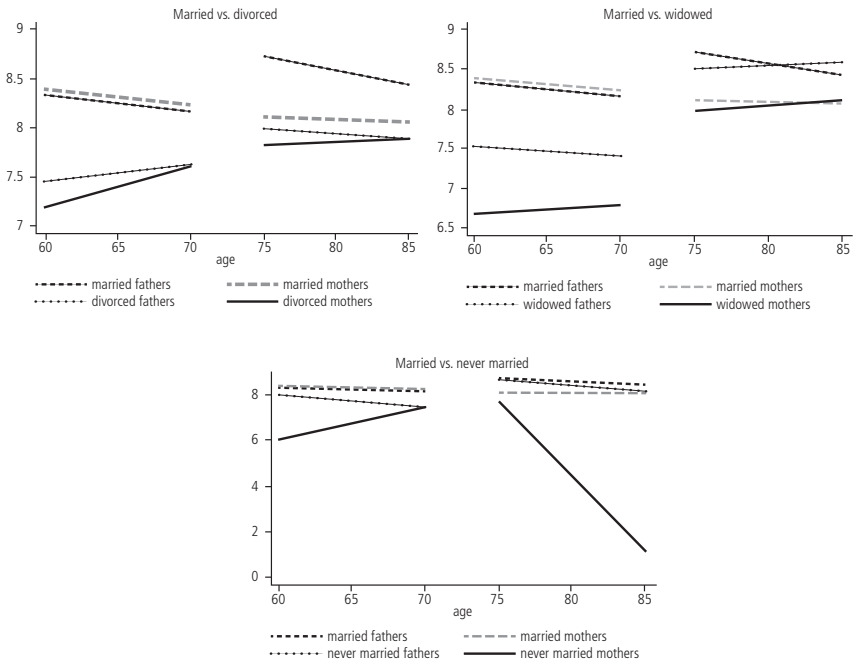 Married vs. divorced
9
8.5
8
7.5
7
60 65 70 75 80 85
age
married fathers married mothers
divorced fathers divorced mothers
Married vs. widowed
9
8.5
8
7.5
7
6.5
60 65 70 75 80 85
age
married fathers married mothers
widowed fathers widowed mothers
Married vs. never married
8
6
4
2
0
60 65 70 75 80 85
age
married fathers married mothers
never married fathers never married mothers